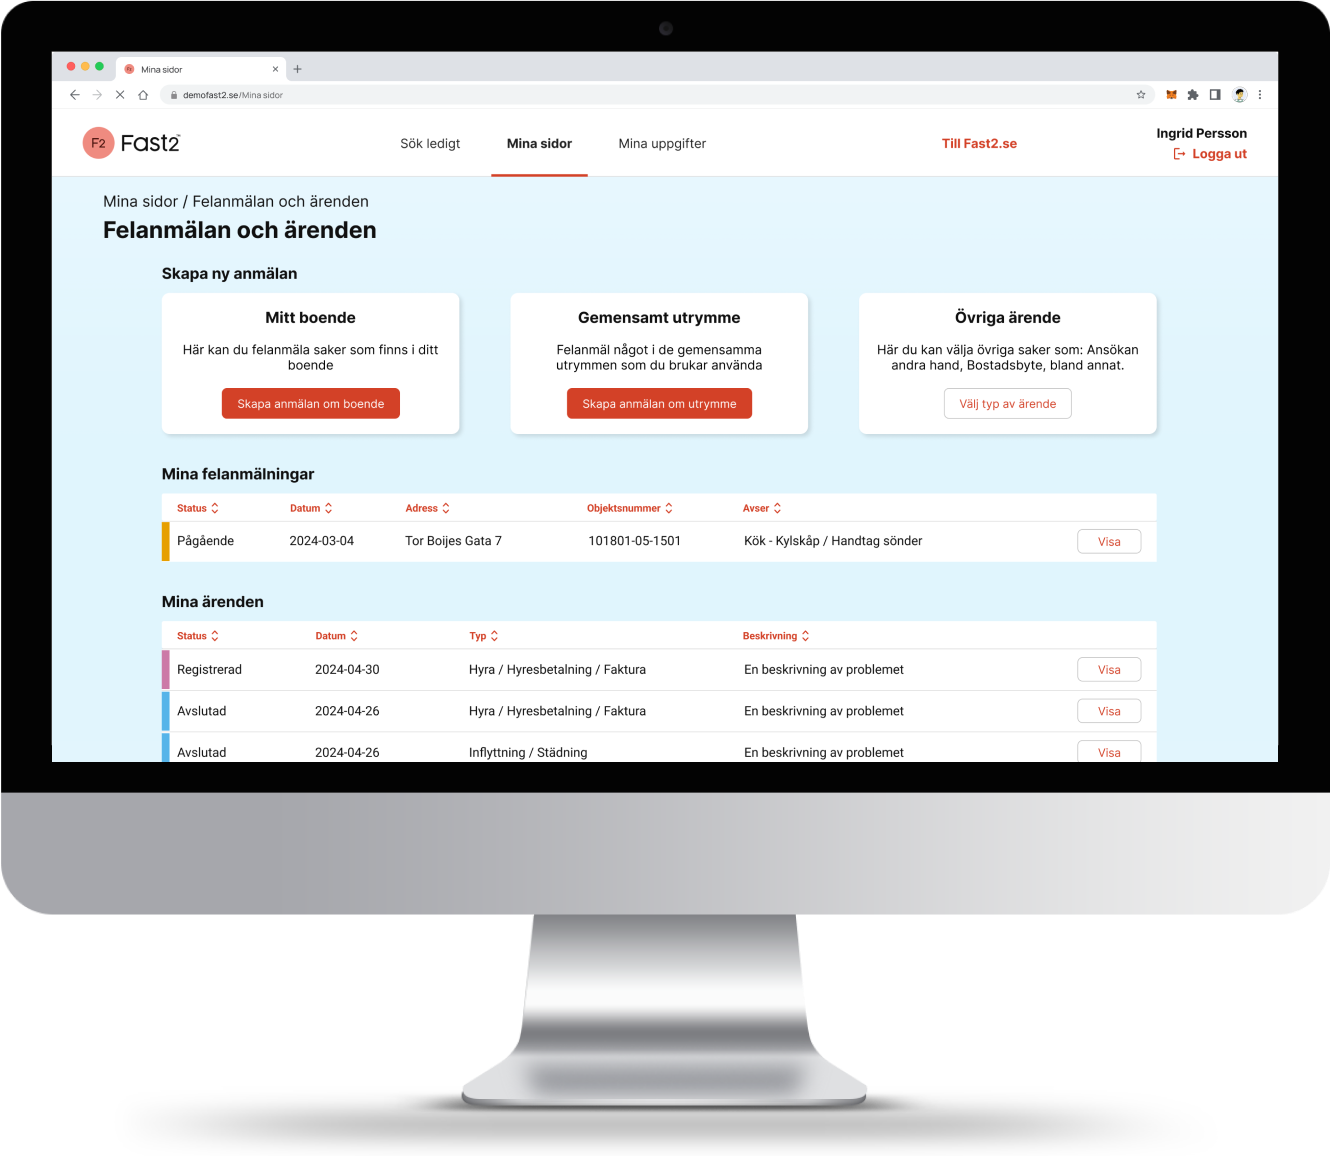 Mina sidor
demofast2.se/Mina sidor
F2 Fast2™
Sök ledigt
Mina sidor
Mina uppgifter
Till Fast2.se
Ingrid Persson
Logga ut
Mina sidor / Felanmälan och ärenden
Felanmälan och ärenden
Skapa ny anmälan
Mitt boende
Här kan du felanmäla saker som finns i ditt
boende
Skapa anmälan om boende
Gemensamt utrymme
Felanmäl något i de gemensamma
utrymmen som du brukar använda
Skapa anmälan om utrymme
Övriga ärende
Här du kan välja övriga saker som: Ansökan
andra hand, Bostadsbyte, bland annat.
Välj typ av ärende
Mina felanmälningar
Status Datum Adress Objektsnummer Avser
Pågående 2024-03-04 Tor Boijes Gata 7 101801-05-1501 Kök - Kylskåp / Handtag sönder Visa
Mina ärenden
Status Datum Typ Beskrivning
Registrerad 2024-04-30 Hyra / Hyresbetalning / Faktura En beskrivning av problemet Visa
Avslutad 2024-04-26 Hyra / Hyresbetalning / Faktura En beskrivning av problemet Visa
Avslutad 2024-04-26 Inflyttning / Städning En beskrivning av problemet Visa